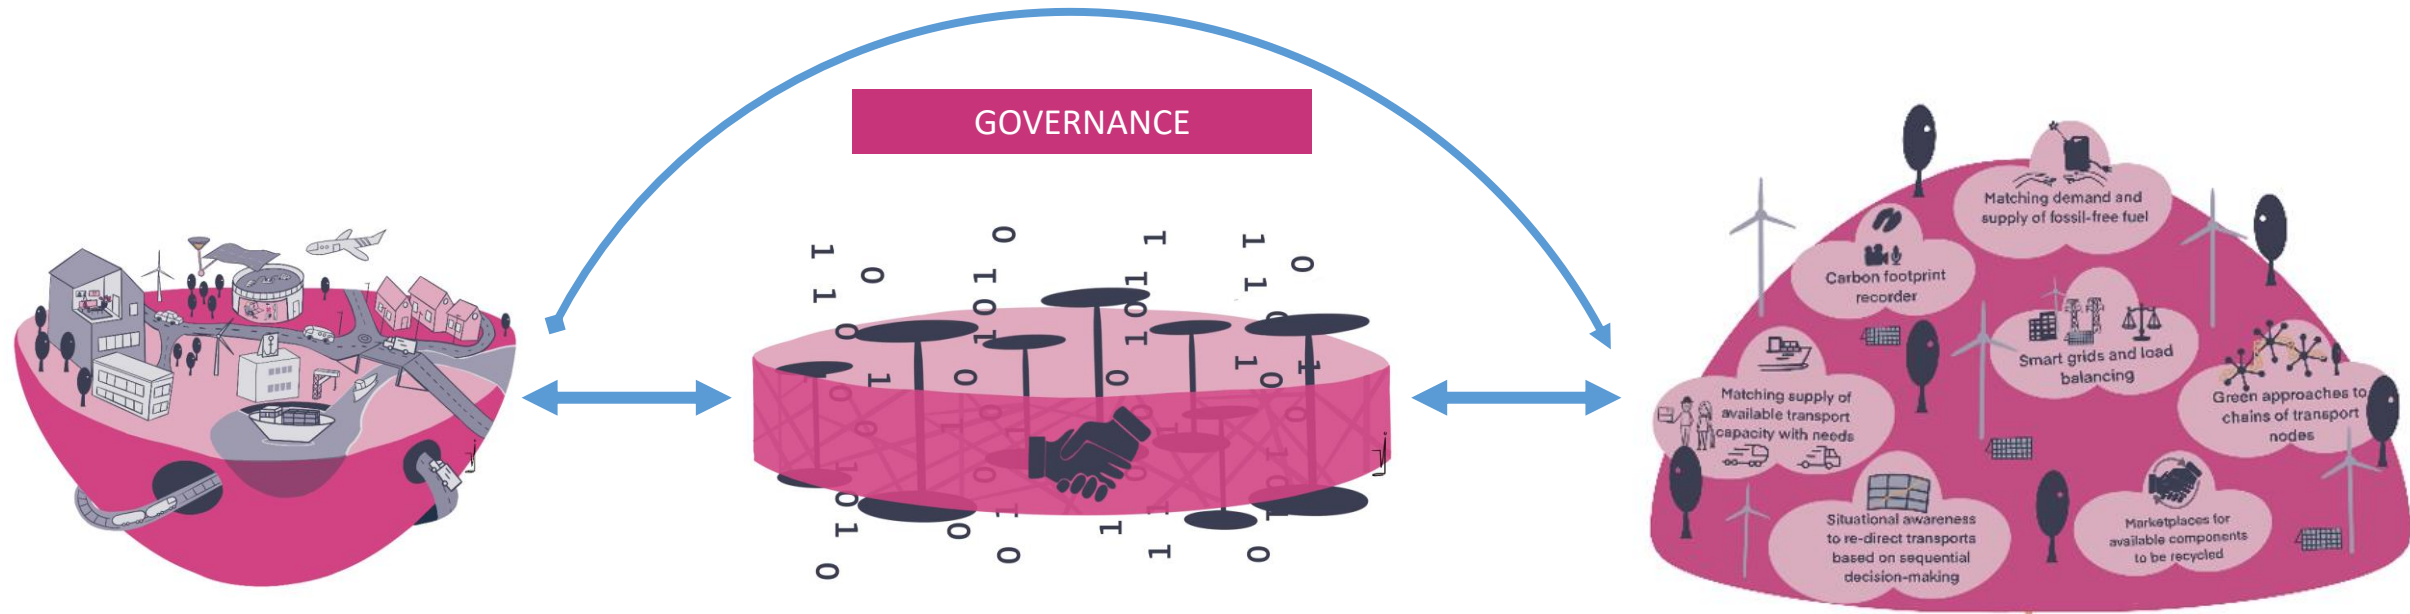 GOVERNANCE
Matching demand and
supply of fossil-free fuel
Carbon footprint
recorder
Smart grids and load
balancing
Matching supply of
available transport
capacity with needs
Green approaches to
chains of transport
nodes
Situational awareness
to re-direct transports
based on sequential
decision-making
Marketplaces for
available components
to be recycled